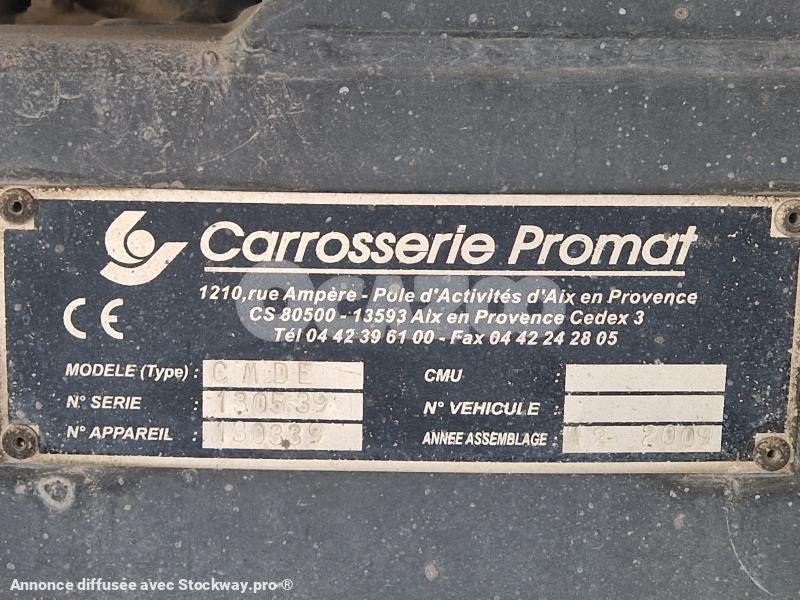 Carrosserie Promat
1210,rue Ampère - Pole d'Activités d'Aix en Provence
CS 80500 - 13593 Aix en Provence Cedex 3
Tél 04 42 39 61 00 - Fax 04 42 24 28 05
CE
MODELE (Type) : CMDE
CMU :
N° SERIE : 130539
N° VEHICULE :
N° APPAREIL : 130339
ANNEE ASSEMBLAGE : 12 2009
Annonce diffusée avec Stockway.pro ®